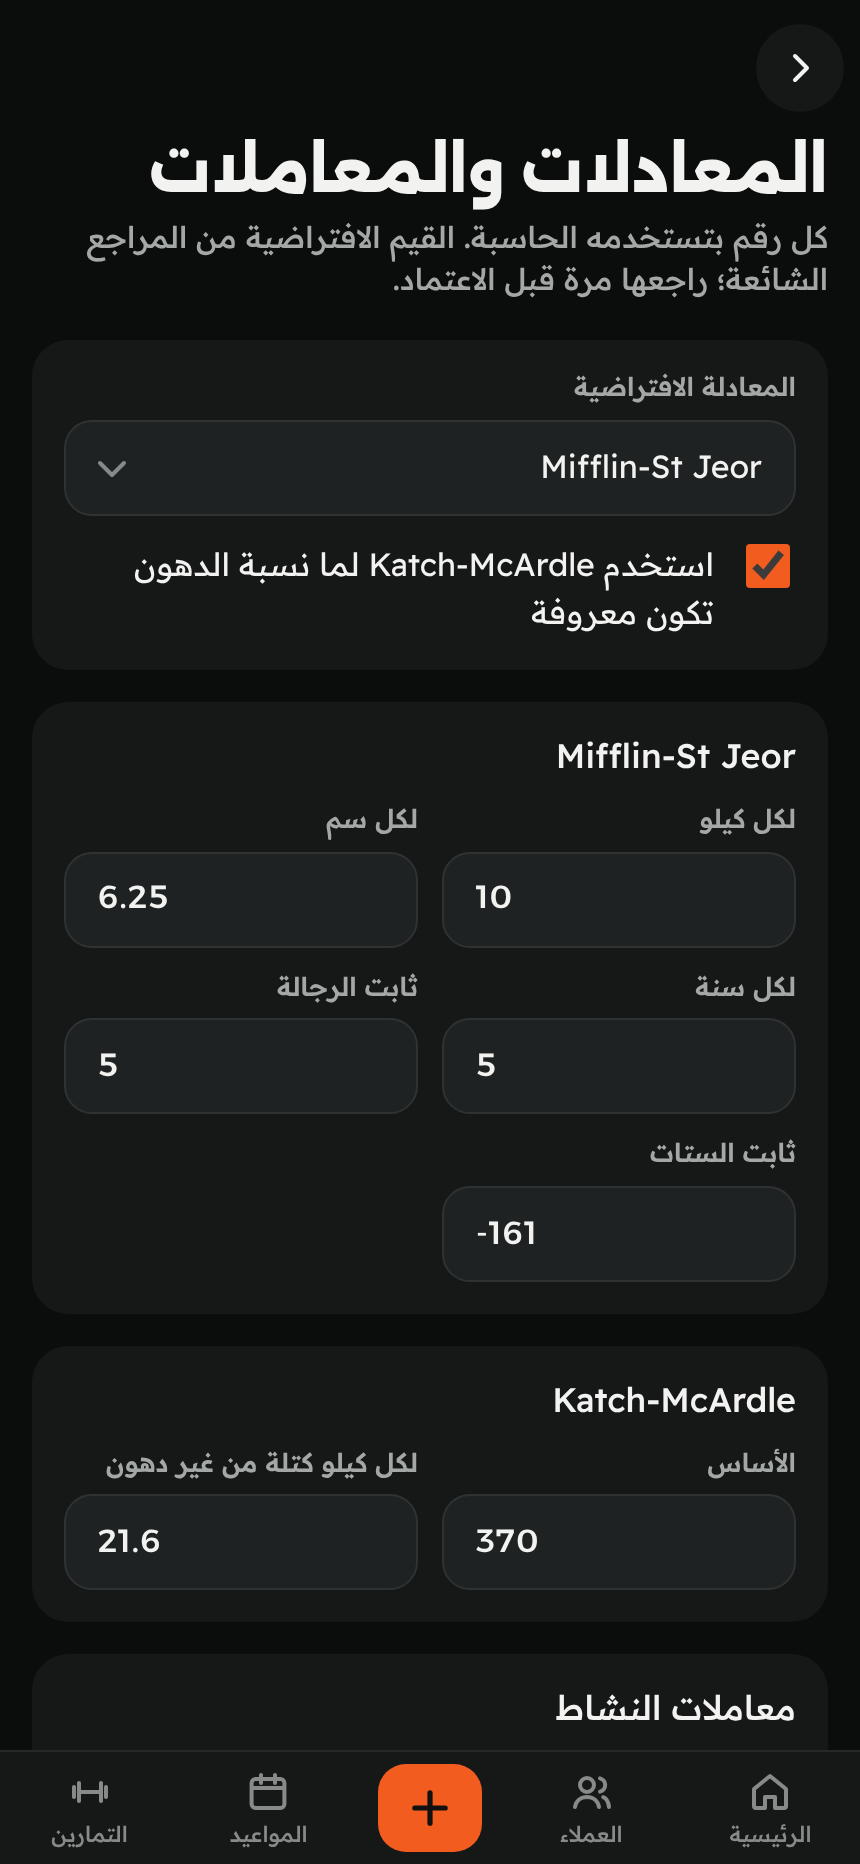 المعادلات والمعاملات
كل رقم بتستخدمه الحاسبة. القيم الافتراضية من المراجع
الشائعة؛ راجعها مرة قبل الاعتماد.
المعادلة الافتراضية
Mifflin-St Jeor
استخدم Katch-McArdle لما نسبة الدهون
تكون معروفة
Mifflin-St Jeor
لكل كيلو
لكل سم
10
6.25
لكل سنة
ثابت الرجالة
5
5
ثابت الستات
-161
Katch-McArdle
الأساس
لكل كيلو كتلة من غير دهون
370
21.6
معاملات النشاط
الرئيسية
العملاء
المواعيد
التمارين